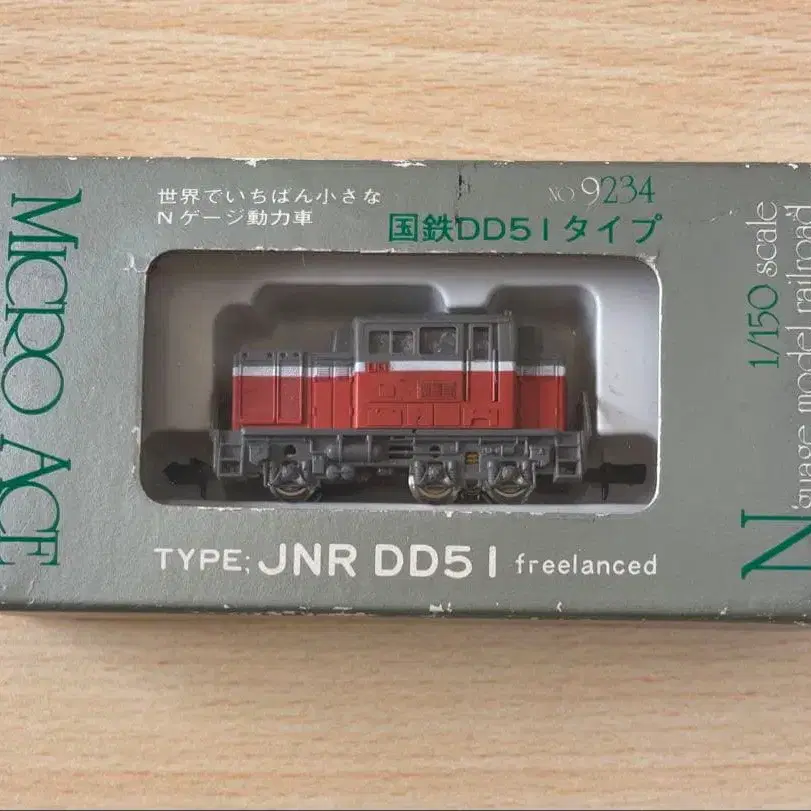 MICRO ACE
世界でいちばん小さな
Nゲージ動力車
NO.9234
国鉄DD51タイプ
TYPE; JNR DD51 freelanced
1/150 scale
N gauge model railroad